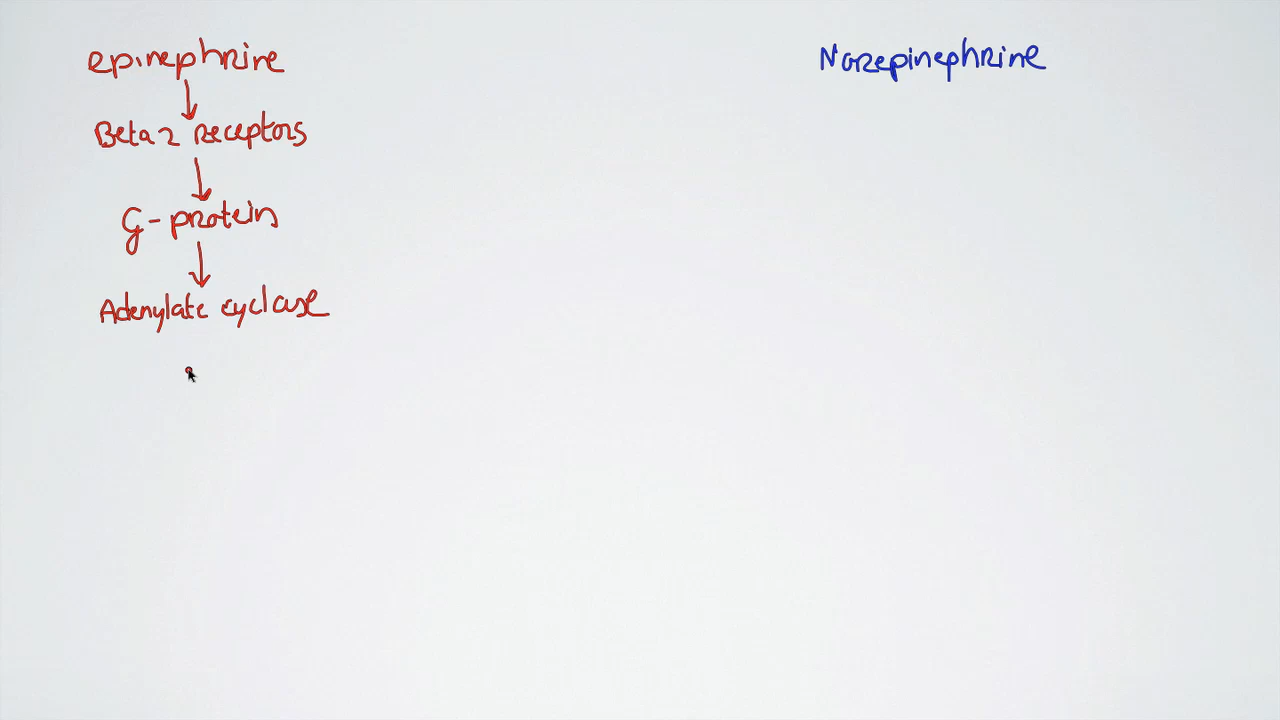 epinephrine
Norepinephrine
Beta 2 receptors
G-protein
Adenylate cyclase